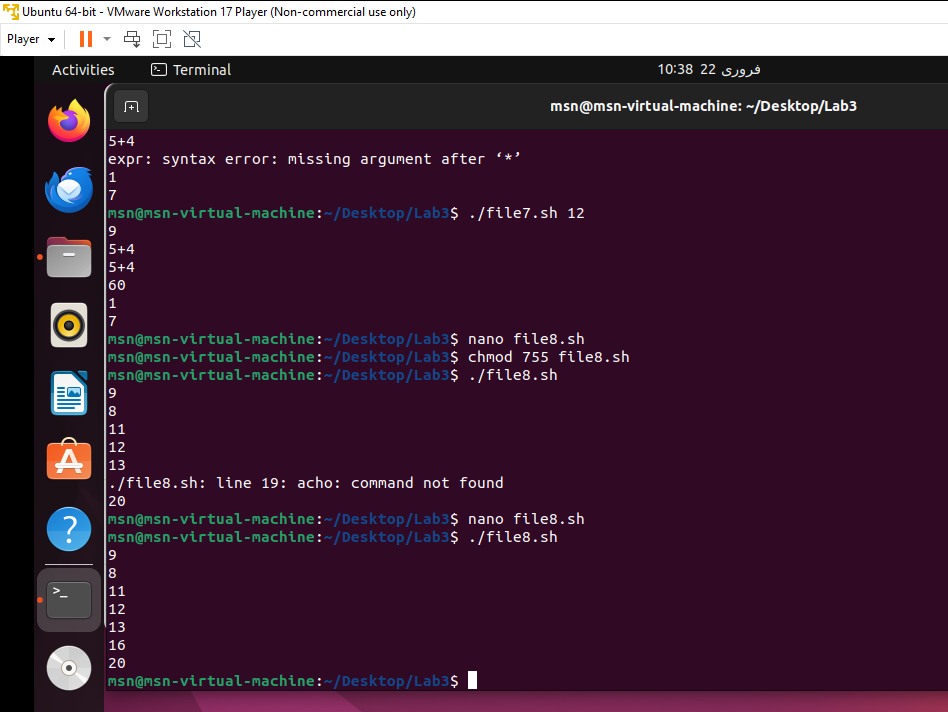 Ubuntu 64-bit - VMware Workstation 17 Player (Non-commercial use only)
Player
Activities
Terminal
10:38 22 فروری
msn@msn-virtual-machine: ~/Desktop/Lab3
5+4
expr: syntax error: missing argument after ‘*’
1
7
msn@msn-virtual-machine:~/Desktop/Lab3$ ./file7.sh 12
9
5+4
5+4
60
1
7
msn@msn-virtual-machine:~/Desktop/Lab3$ nano file8.sh
msn@msn-virtual-machine:~/Desktop/Lab3$ chmod 755 file8.sh
msn@msn-virtual-machine:~/Desktop/Lab3$ ./file8.sh
9
8
11
12
13
./file8.sh: line 19: acho: command not found
20
msn@msn-virtual-machine:~/Desktop/Lab3$ nano file8.sh
msn@msn-virtual-machine:~/Desktop/Lab3$ ./file8.sh
9
8
11
12
13
16
20
msn@msn-virtual-machine:~/Desktop/Lab3$